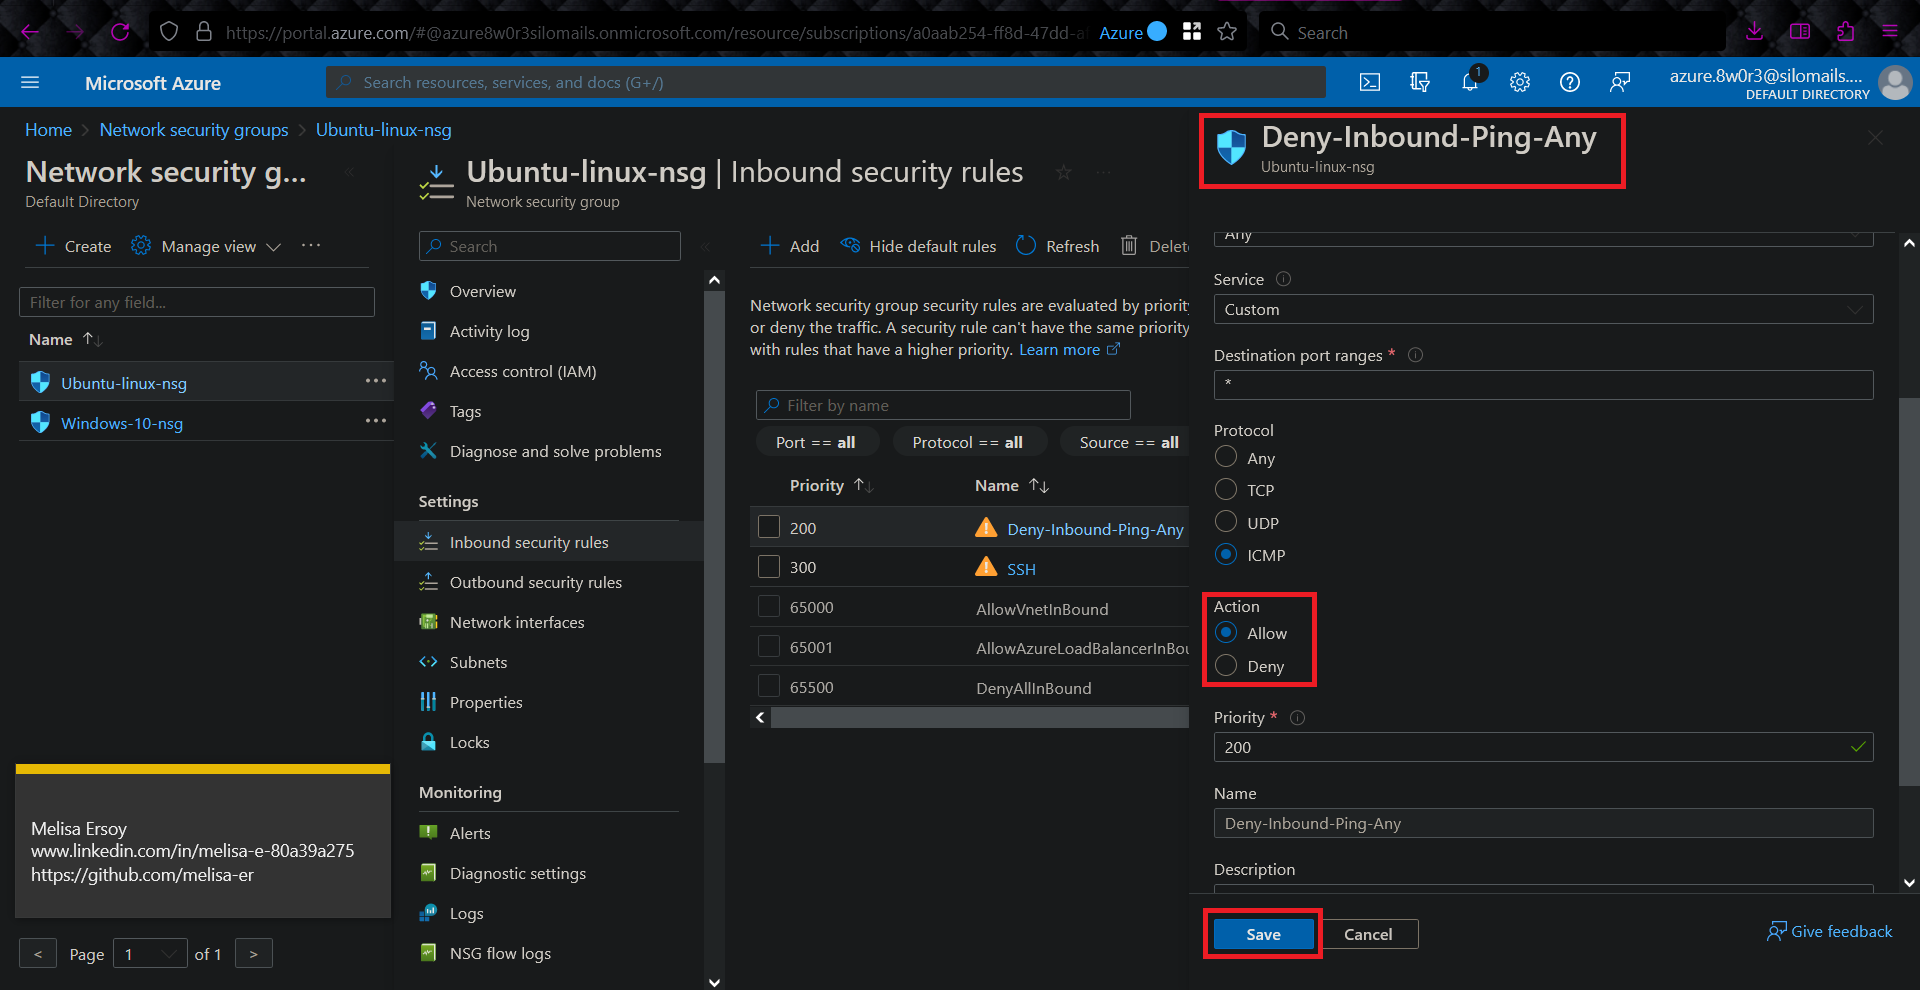 https://portal.azure.com/#@azure8w0r3silomails.onmicrosoft.com/resource/subscriptions/a0aab254-ff8d-47dd-a
Azure
Search
Microsoft Azure
Search resources, services, and docs (G+/)
1
azure.8w0r3@silomails....
DEFAULT DIRECTORY
Home > Network security groups > Ubuntu-linux-nsg
Network security g...
Default Directory
Create
Manage view
Filter for any field...
Name
Ubuntu-linux-nsg
Windows-10-nsg
Melisa Ersoy
www.linkedin.com/in/melisa-e-80a39a275
https://github.com/melisa-er
< Page 1 of 1 >
Ubuntu-linux-nsg | Inbound security rules
Network security group
Search
Overview
Activity log
Access control (IAM)
Tags
Diagnose and solve problems
Settings
Inbound security rules
Outbound security rules
Network interfaces
Subnets
Properties
Locks
Monitoring
Alerts
Diagnostic settings
Logs
NSG flow logs
Add
Hide default rules
Refresh
Delet
Network security group security rules are evaluated by priorit
or deny the traffic. A security rule can't have the same priority
with rules that have a higher priority. Learn more
Filter by name
Port == all
Protocol == all
Source == all
Priority Name
200 Deny-Inbound-Ping-Any
300 SSH
65000 AllowVnetInBound
65001 AllowAzureLoadBalancerInBou
65500 DenyAllInBound
Deny-Inbound-Ping-Any
Ubuntu-linux-nsg
Any
Service
Custom
Destination port ranges *
*
Protocol
Any
TCP
UDP
ICMP
Action
Allow
Deny
Priority *
200
Name
Deny-Inbound-Ping-Any
Description
Save
Cancel
Give feedback